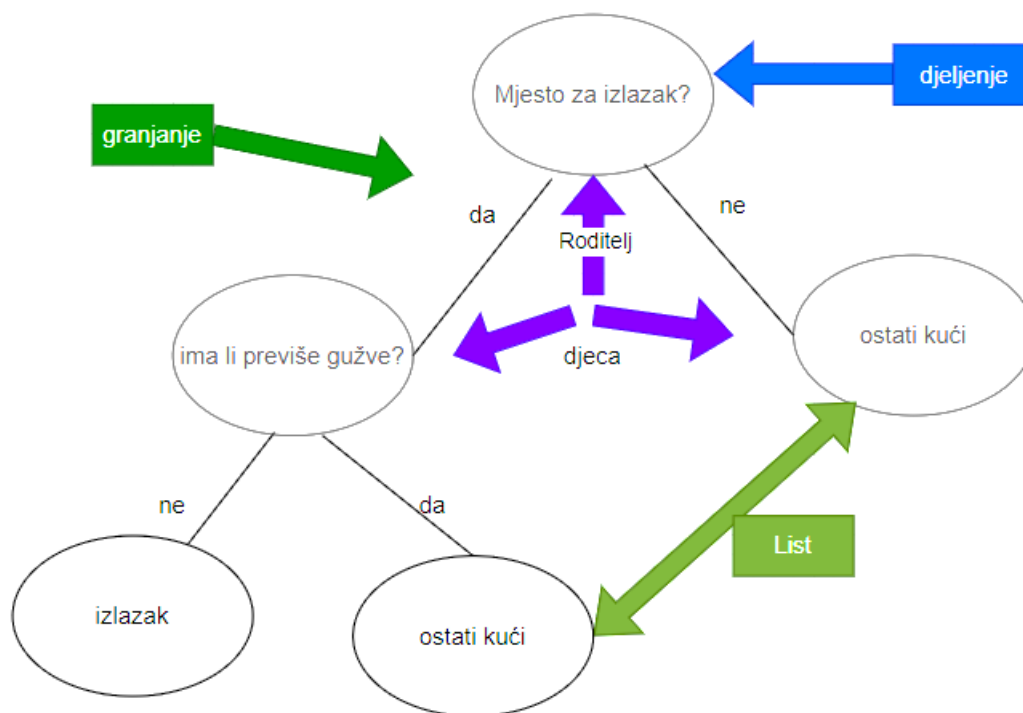 Mjesto za izlazak?
djeljenje
granjanje
da
ne
Roditelj
ima li previše gužve?
djeca
ostati kući
ne
da
List
izlazak
ostati kući